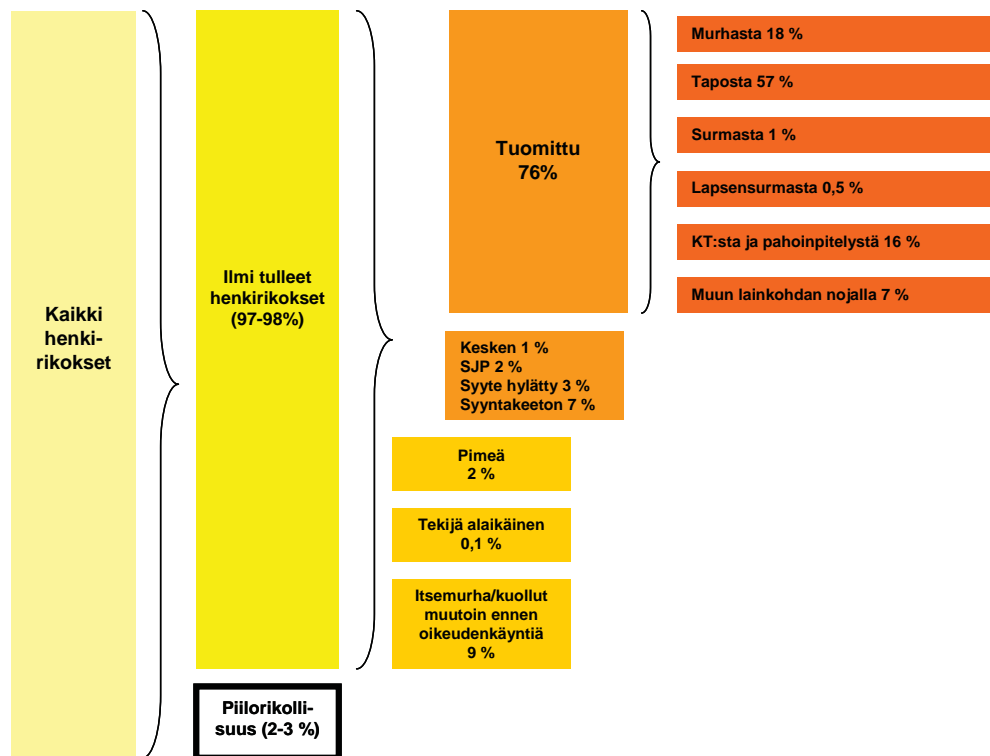 Kaikki
henki-
rikokset
Ilmi tulleet
henkirikokset
(97-98%)
Piilorikolli-
suus (2-3 %)
Tuomittu
76%
Kesken 1 %
SJP 2 %
Syyte hylätty 3 %
Syyntakeeton 7 %
Pimeä
2 %
Tekijä alaikäinen
0,1 %
Itsemurha/kuollut
muutoin ennen
oikeudenkäyntiä
9 %
Murhasta 18 %
Taposta 57 %
Surmasta 1 %
Lapsensurmasta 0,5 %
KT:sta ja pahoinpitelystä 16 %
Muun lainkohdan nojalla 7 %